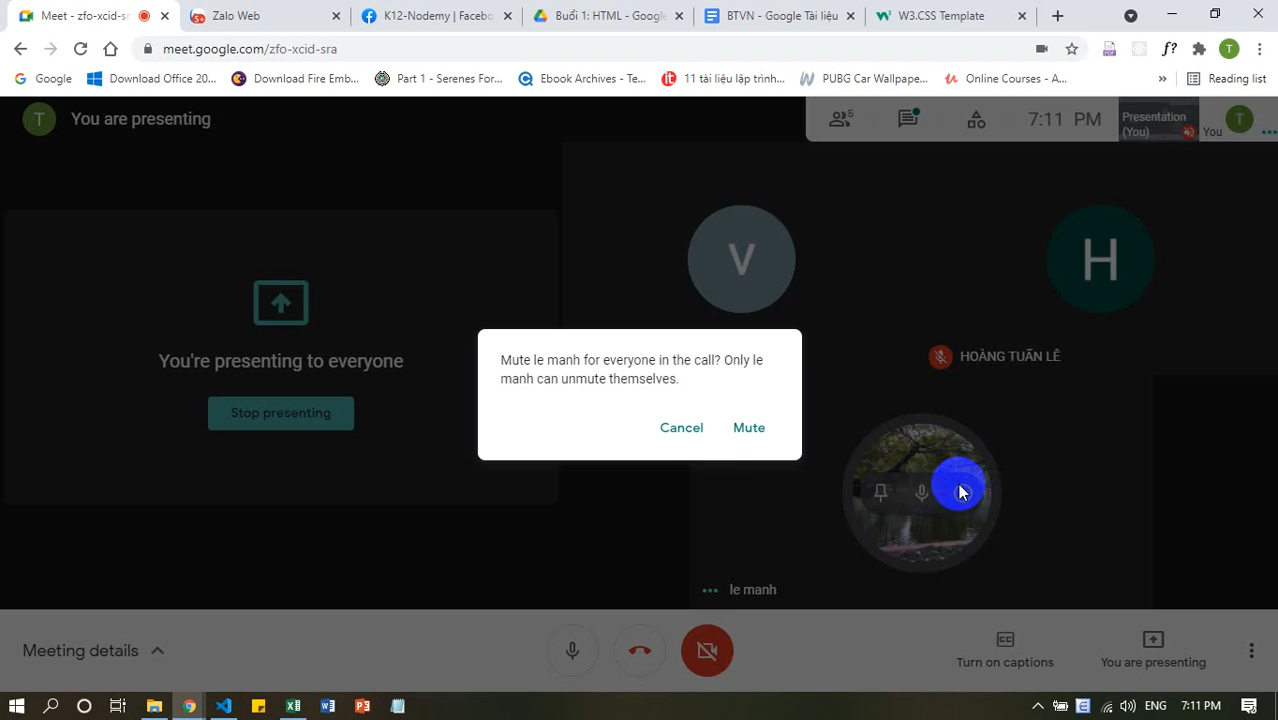 Meet - zfo-xcid-sr
Zalo Web
K12-Nodemy | Facebo
Buổi 1: HTML - Google
BTVN - Google Tài liệu
W3.CSS Template
meet.google.com/zfo-xcid-sra
T
Google
Download Office 20...
Download Fire Emb...
Part 1 - Serenes For...
Ebook Archives - Te...
11 tài liệu lập trình...
PUBG Car Wallpape...
Online Courses - A...
»
Reading list
T
You are presenting
5
7:11 PM
Presentation
(You)
You
T
V
H
You're presenting to everyone
Stop presenting
HOÀNG TUẤN LÊ
Mute le manh for everyone in the call? Only le
manh can unmute themselves.
Cancel
Mute
le manh
Meeting details
CC
Turn on captions
You are presenting
ENG
7:11 PM